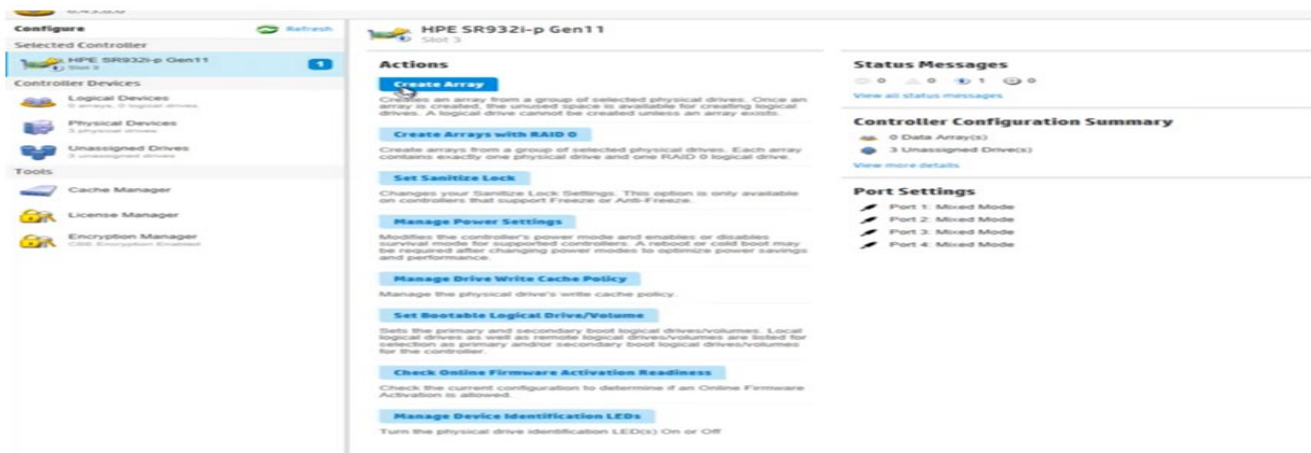 Configure
Refresh
Selected Controller
HPE SR932i-p Gen11
Slot 3
1
Controller Devices
Logical Devices
0 arrays, 0 logical drives
Physical Devices
3 physical drives
Unassigned Drives
3 unassigned drives
Tools
Cache Manager
License Manager
Encryption Manager
CBE Encryption Enabled
HPE SR932i-p Gen11
Slot 3
Actions
Create Array
Creates an array from a group of selected physical drives. Once an
array is created, the unused space is available for creating logical
drives. A logical drive cannot be created unless an array exists.
Create Arrays with RAID 0
Create arrays from a group of selected physical drives. Each array
contains exactly one physical drive and one RAID 0 logical drive.
Set Sanitize Lock
Changes your Sanitize Lock Settings. This option is only available
on controllers that support Freeze or Anti-Freeze.
Manage Power Settings
Modifies the controller's power mode and enables or disables
survival mode for supported controllers. A reboot or cold boot may
be required after changing power modes to optimize power savings
and performance.
Manage Drive Write Cache Policy
Manage the physical drive's write cache policy.
Set Bootable Logical Drive/Volume
Sets the primary and secondary boot logical drives/volumes. Local
logical drives as well as remote logical drives/volumes are listed for
selection as primary and/or secondary boot logical drives/volumes
for the controller.
Check Online Firmware Activation Readiness
Check the current configuration to determine if an Online Firmware
Activation is allowed.
Manage Device Identification LEDs
Turn the physical drive identification LED(s) On or Off
Status Messages
0 0 1 0
View all status messages
Controller Configuration Summary
0 Data Array(s)
3 Unassigned Drive(s)
View more details
Port Settings
Port 1: Mixed Mode
Port 2: Mixed Mode
Port 3: Mixed Mode
Port 4: Mixed Mode